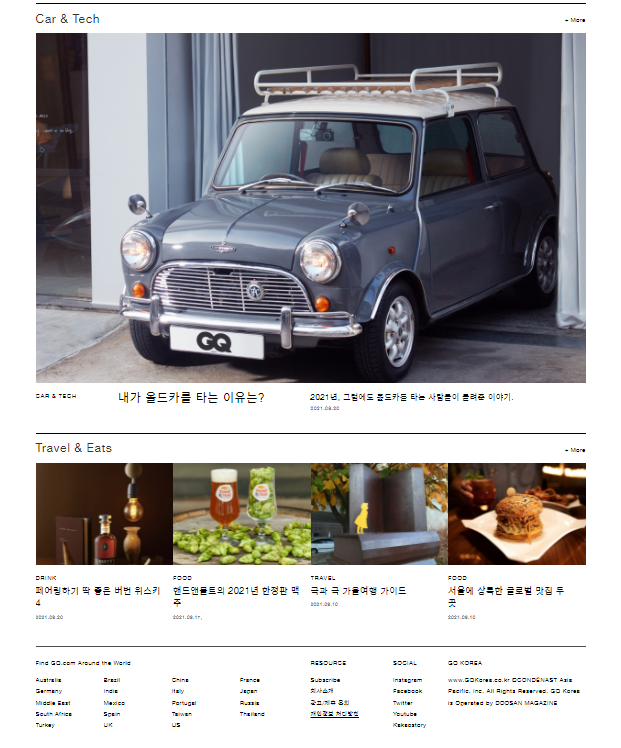 Car & Tech
+ More
GQ
CAR & TECH
내가 올드카를 타는 이유는?
2021년, 그럼에도 올드카를 타는 사람들이 들려준 이야기.
2021.09.20
Travel & Eats
+ More
DRINK
페어링하기 딱 좋은 버번 위스키 4
2021.09.20
FOOD
핸드앤몰트의 2021년 한정판 맥주
2021.09.17
TRAVEL
극과 극 가을여행 가이드
2021.09.10
FOOD
서울에 상륙한 글로벌 맛집 두 곳
2021.09.10
Find GQ.com Around the World
Australia
Germany
Middle East
South Africa
Turkey
Brazil
India
Mexico
Spain
UK
China
Italy
Portugal
Taiwan
US
France
Japan
Russia
Thailand
RESOURCE
Subscribe
회사소개
광고/제휴 문의
개인정보 처리방침
SOCIAL
Instagram
Facebook
Twitter
Youtube
Kakaostory
GQ KOREA
www.GQKorea.co.kr ©CONDÉNAST Asia
Pacific, Inc. All Rights Reserved. GQ Korea
is Operated by DOOSAN MAGAZINE